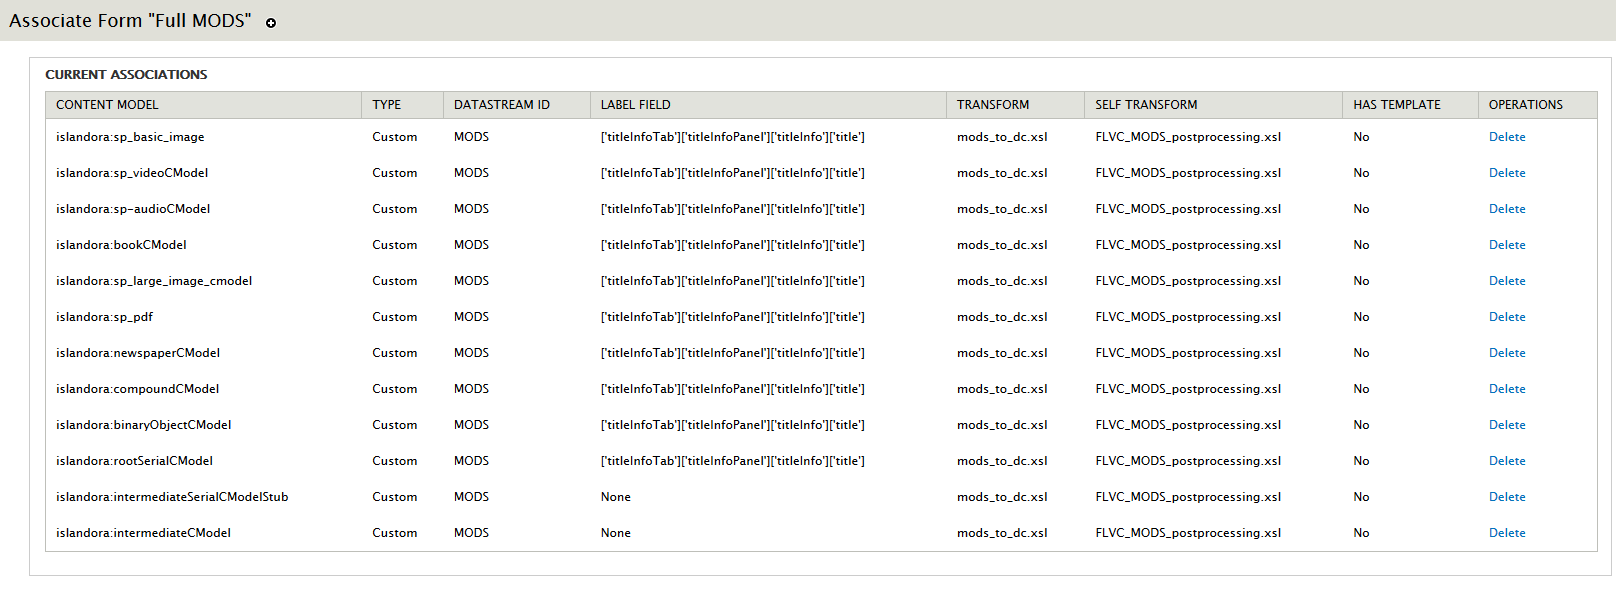 Associate Form "Full MODS"
CURRENT ASSOCIATIONS
CONTENT MODEL TYPE DATASTREAM ID LABEL FIELD TRANSFORM SELF TRANSFORM HAS TEMPLATE OPERATIONS
islandora:sp_basic_image Custom MODS ['titleInfoTab']['titleInfoPanel']['titleInfo']['title'] mods_to_dc.xsl FLVC_MODS_postprocessing.xsl No Delete
islandora:sp_videoCModel Custom MODS ['titleInfoTab']['titleInfoPanel']['titleInfo']['title'] mods_to_dc.xsl FLVC_MODS_postprocessing.xsl No Delete
islandora:sp-audioCModel Custom MODS ['titleInfoTab']['titleInfoPanel']['titleInfo']['title'] mods_to_dc.xsl FLVC_MODS_postprocessing.xsl No Delete
islandora:bookCModel Custom MODS ['titleInfoTab']['titleInfoPanel']['titleInfo']['title'] mods_to_dc.xsl FLVC_MODS_postprocessing.xsl No Delete
islandora:sp_large_image_cmodel Custom MODS ['titleInfoTab']['titleInfoPanel']['titleInfo']['title'] mods_to_dc.xsl FLVC_MODS_postprocessing.xsl No Delete
islandora:sp_pdf Custom MODS ['titleInfoTab']['titleInfoPanel']['titleInfo']['title'] mods_to_dc.xsl FLVC_MODS_postprocessing.xsl No Delete
islandora:newspaperCModel Custom MODS ['titleInfoTab']['titleInfoPanel']['titleInfo']['title'] mods_to_dc.xsl FLVC_MODS_postprocessing.xsl No Delete
islandora:compoundCModel Custom MODS ['titleInfoTab']['titleInfoPanel']['titleInfo']['title'] mods_to_dc.xsl FLVC_MODS_postprocessing.xsl No Delete
islandora:binaryObjectCModel Custom MODS ['titleInfoTab']['titleInfoPanel']['titleInfo']['title'] mods_to_dc.xsl FLVC_MODS_postprocessing.xsl No Delete
islandora:rootSerialCModel Custom MODS ['titleInfoTab']['titleInfoPanel']['titleInfo']['title'] mods_to_dc.xsl FLVC_MODS_postprocessing.xsl No Delete
islandora:intermediateSerialCModelStub Custom MODS None mods_to_dc.xsl FLVC_MODS_postprocessing.xsl No Delete
islandora:intermediateCModel Custom MODS None mods_to_dc.xsl FLVC_MODS_postprocessing.xsl No Delete